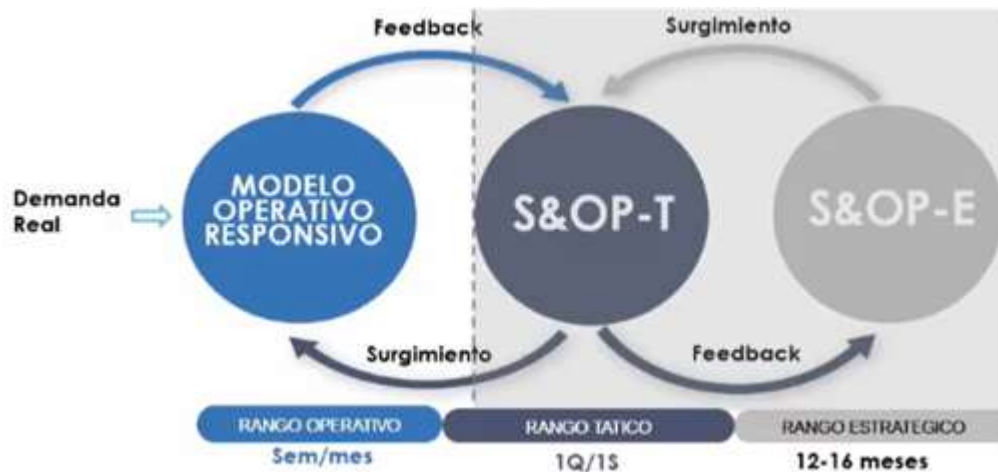 Feedback
Surgimiento
Demanda
Real
MODELO
OPERATIVO
RESPONSIVO
S&OP-T
S&OP-E
Surgimiento
Feedback
RANGO OPERATIVO
RANGO TATICO
RANGO ESTRATEGICO
Sem/mes
1Q/1S
12-16 meses